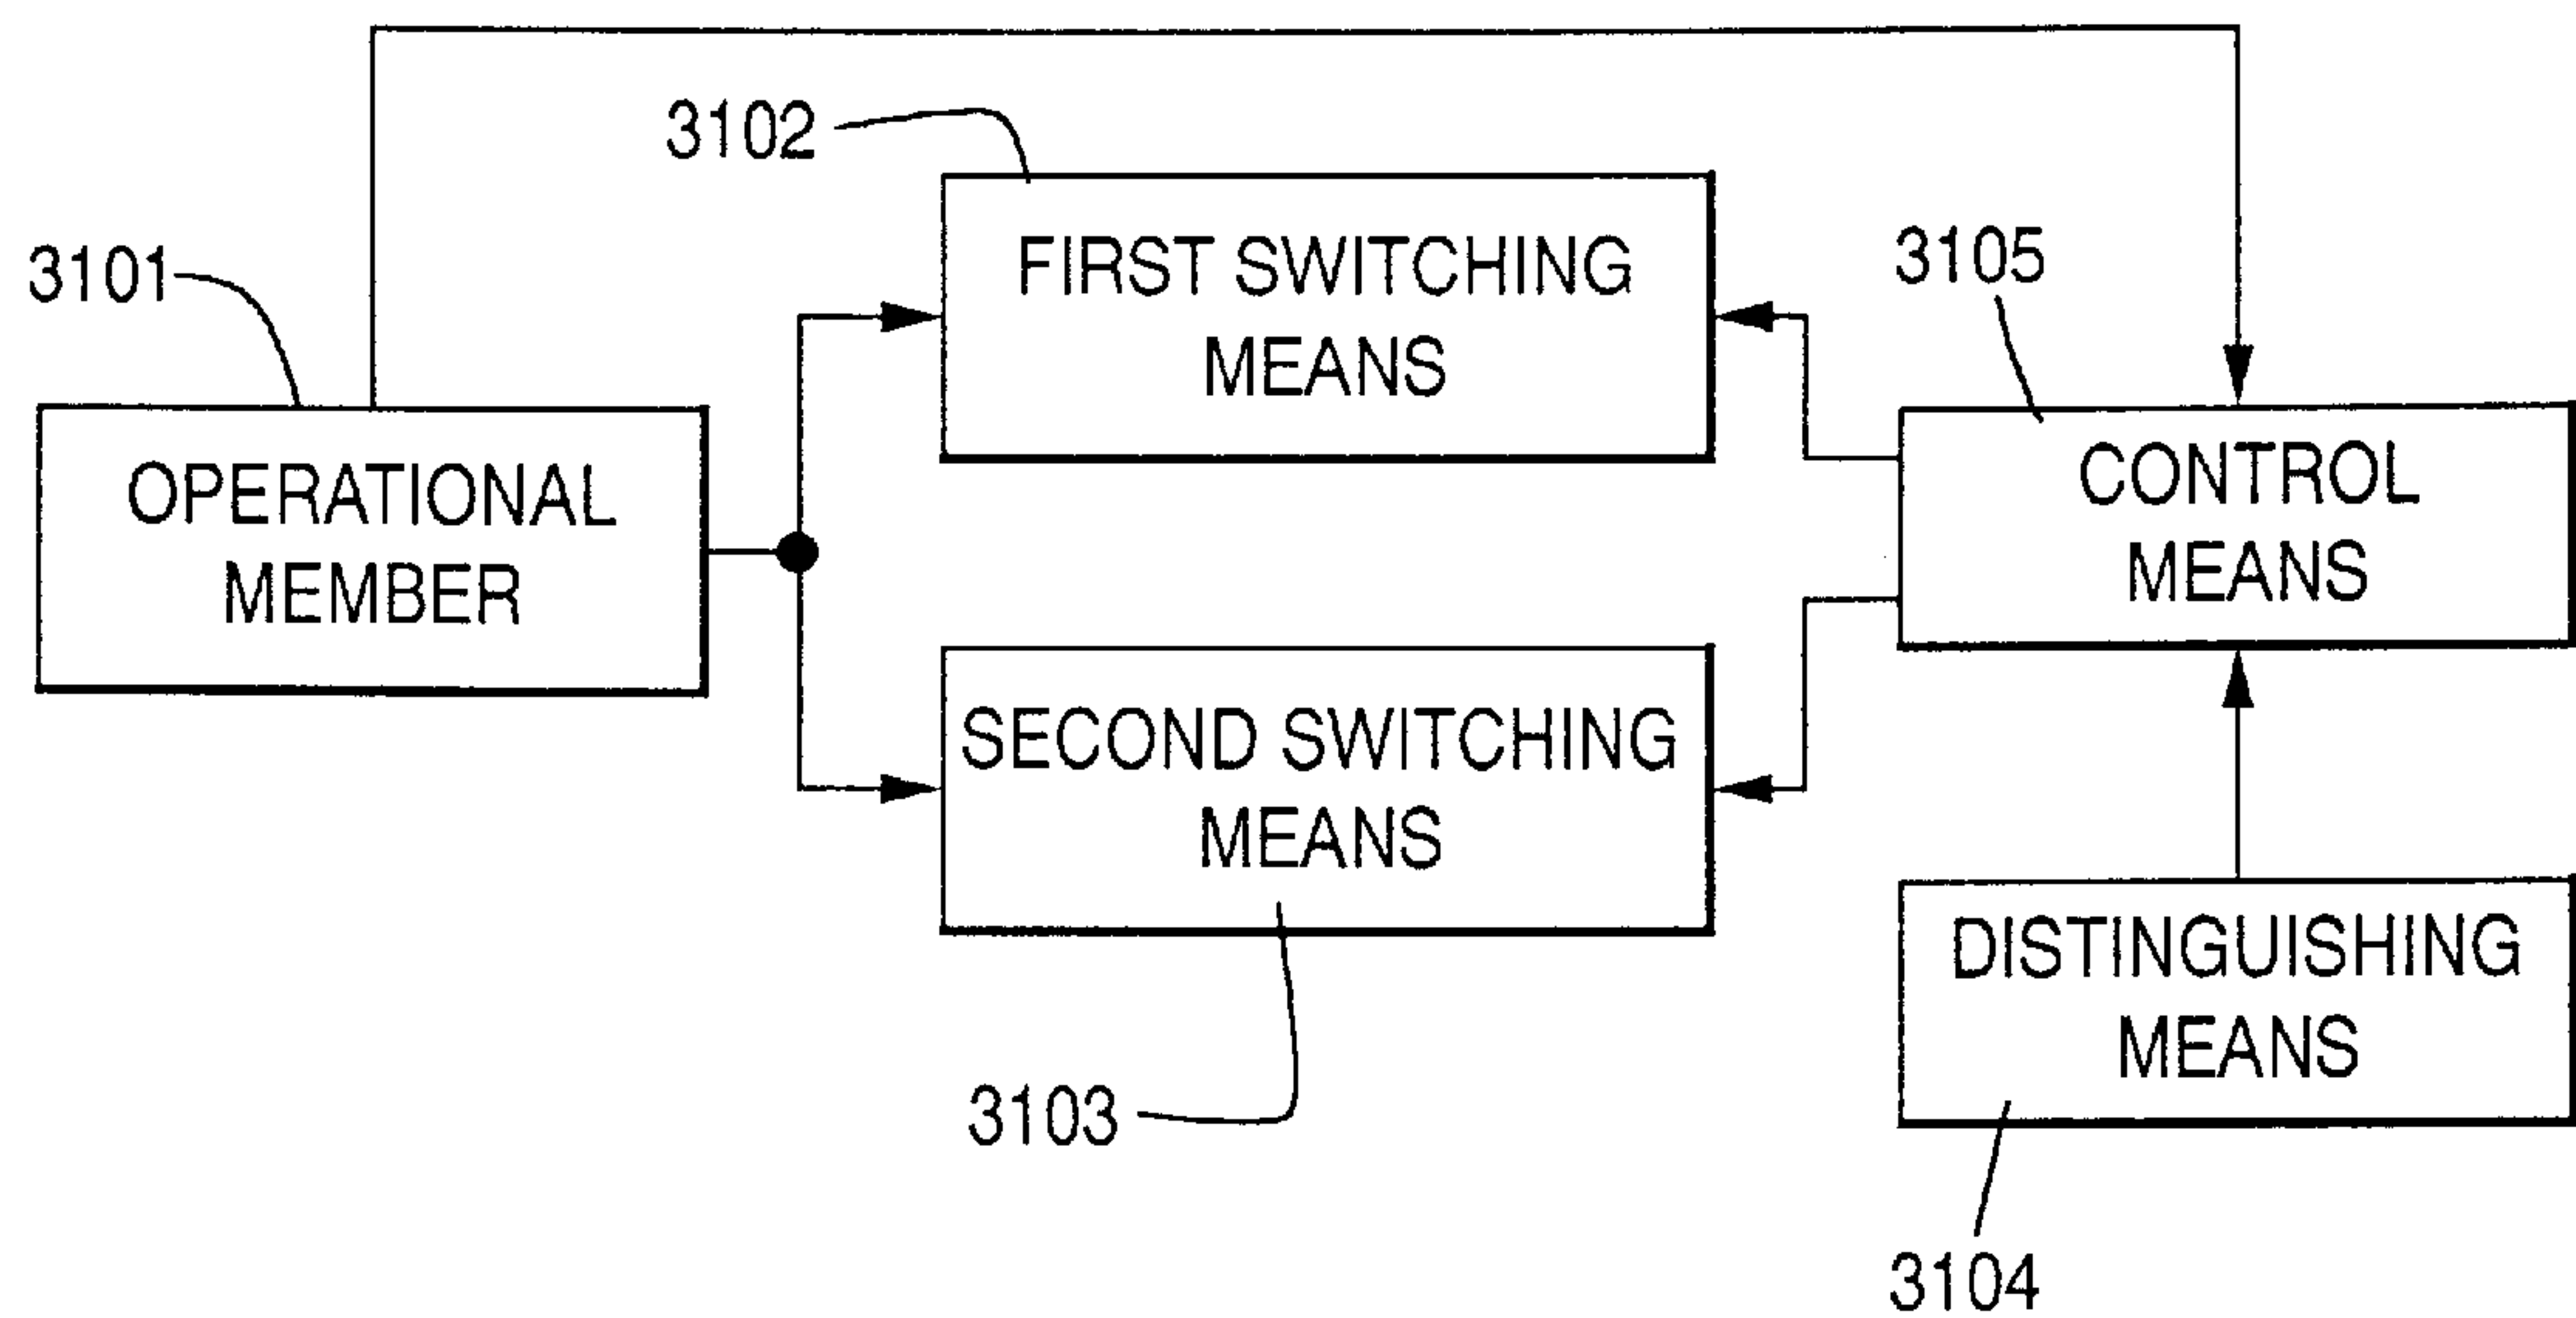 3102
FIRST SWITCHING
MEANS
3101
OPERATIONAL
MEMBER
3105
CONTROL
MEANS
SECOND SWITCHING
MEANS
3103
DISTINGUISHING
MEANS
3104